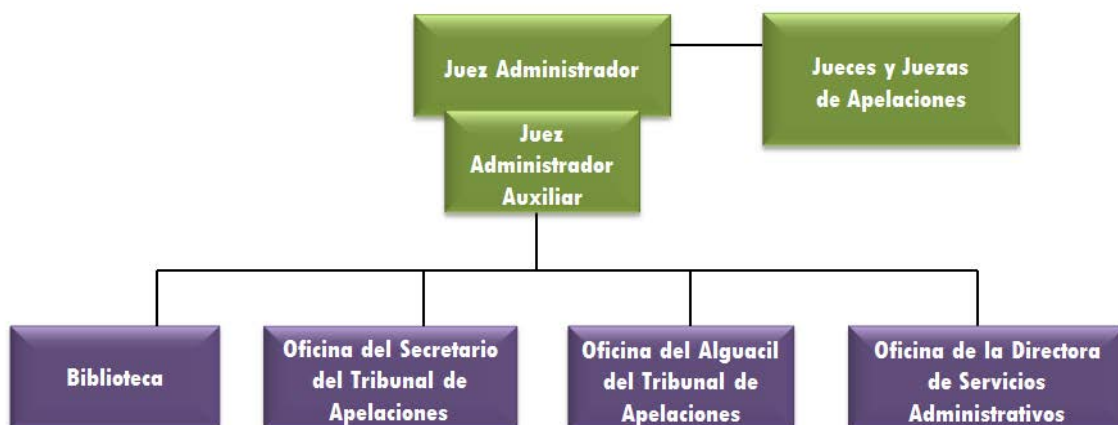 Juez Administrador
Jueces y Juezas
de Apelaciones
Juez
Administrador
Auxiliar
Biblioteca
Oficina del Secretario
del Tribunal de
Apelaciones
Oficina del Alguacil
del Tribunal de
Apelaciones
Oficina de la Directora
de Servicios
Administrativos